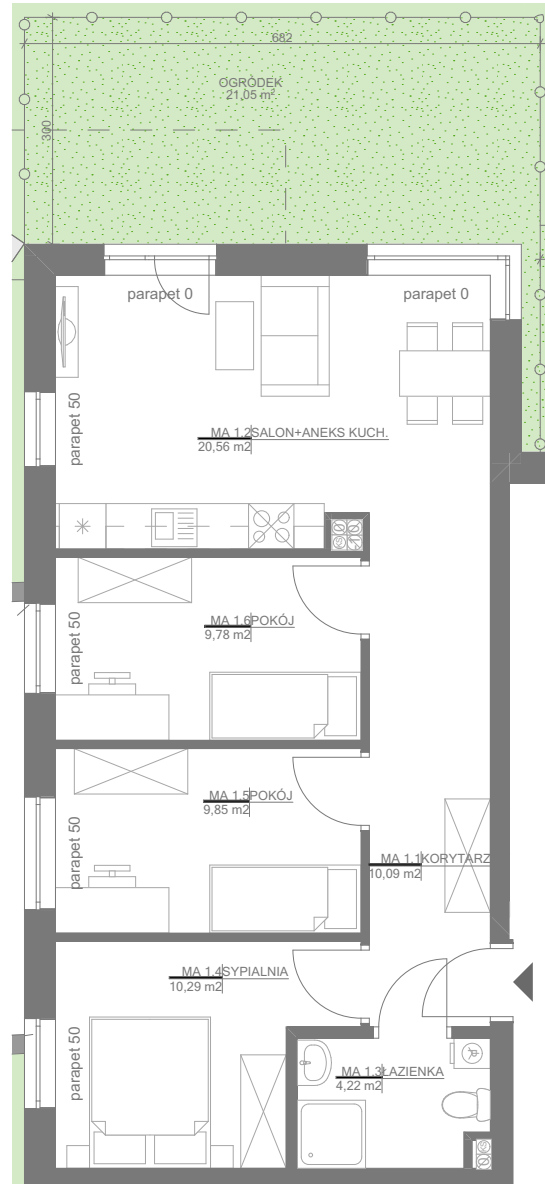 682
OGRÓDEK
21,05 m²
300
parapet 0
parapet 0
parapet 50
MA 1.2 SALON+ANEKS KUCH.
20,56 m2
parapet 50
MA 1.6 POKÓJ
9,78 m2
parapet 50
MA 1.5 POKÓJ
9,85 m2
MA 1.1 KORYTARZ
10,09 m2
MA 1.4 SYPIALNIA
10,29 m2
parapet 50
MA 1.3 ŁAZIENKA
4,22 m2